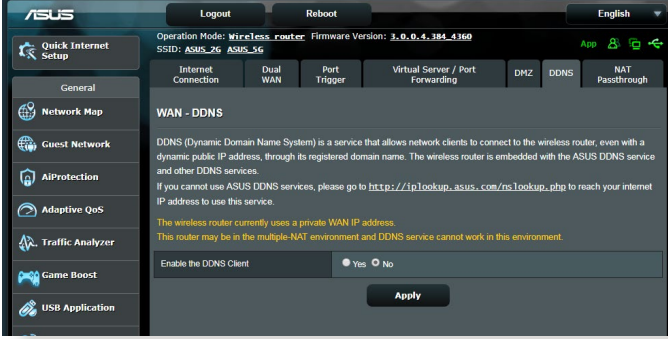 ASUS
Logout
Reboot
English
Quick Internet
Setup
Operation Mode: Wireless router Firmware Version: 3.0.0.4.384_4360
SSID: ASUS_2G ASUS_5G
App
General
Network Map
Guest Network
AiProtection
Adaptive QoS
Traffic Analyzer
Game Boost
USB Application
Internet
Connection
Dual
WAN
Port
Trigger
Virtual Server / Port
Forwarding
DMZ
DDNS
NAT
Passthrough
WAN - DDNS
DDNS (Dynamic Domain Name System) is a service that allows network clients to connect to the wireless router, even with a
dynamic public IP address, through its registered domain name. The wireless router is embedded with the ASUS DDNS service
and other DDNS services.
If you cannot use ASUS DDNS services, please go to http://iplookup.asus.com/nslookup.php to reach your internet
IP address to use this service.
The wireless router currently uses a private WAN IP address.
This router may be in the multiple-NAT environment and DDNS service cannot work in this environment.
Enable the DDNS Client
Yes
No
Apply